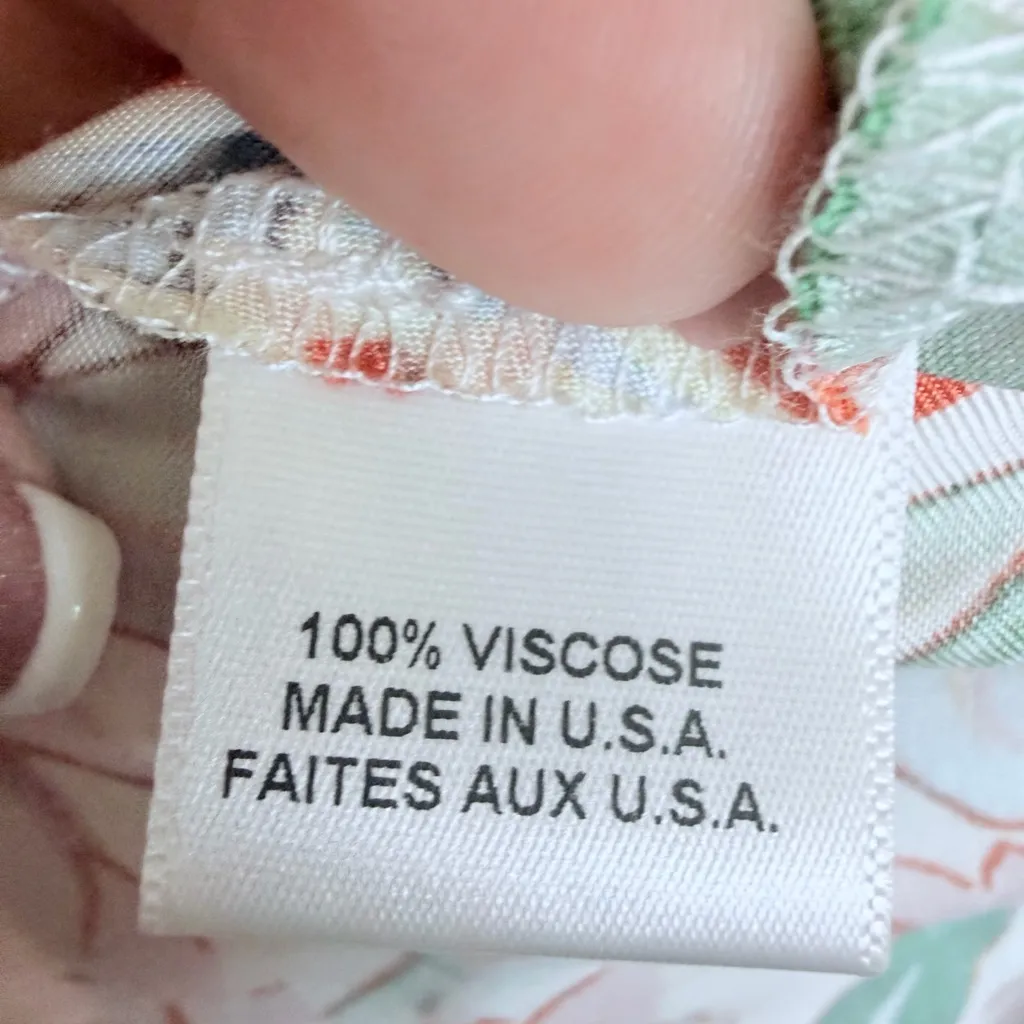 100% VISCOSE
MADE IN U.S.A.
FAITES AUX U.S.A.